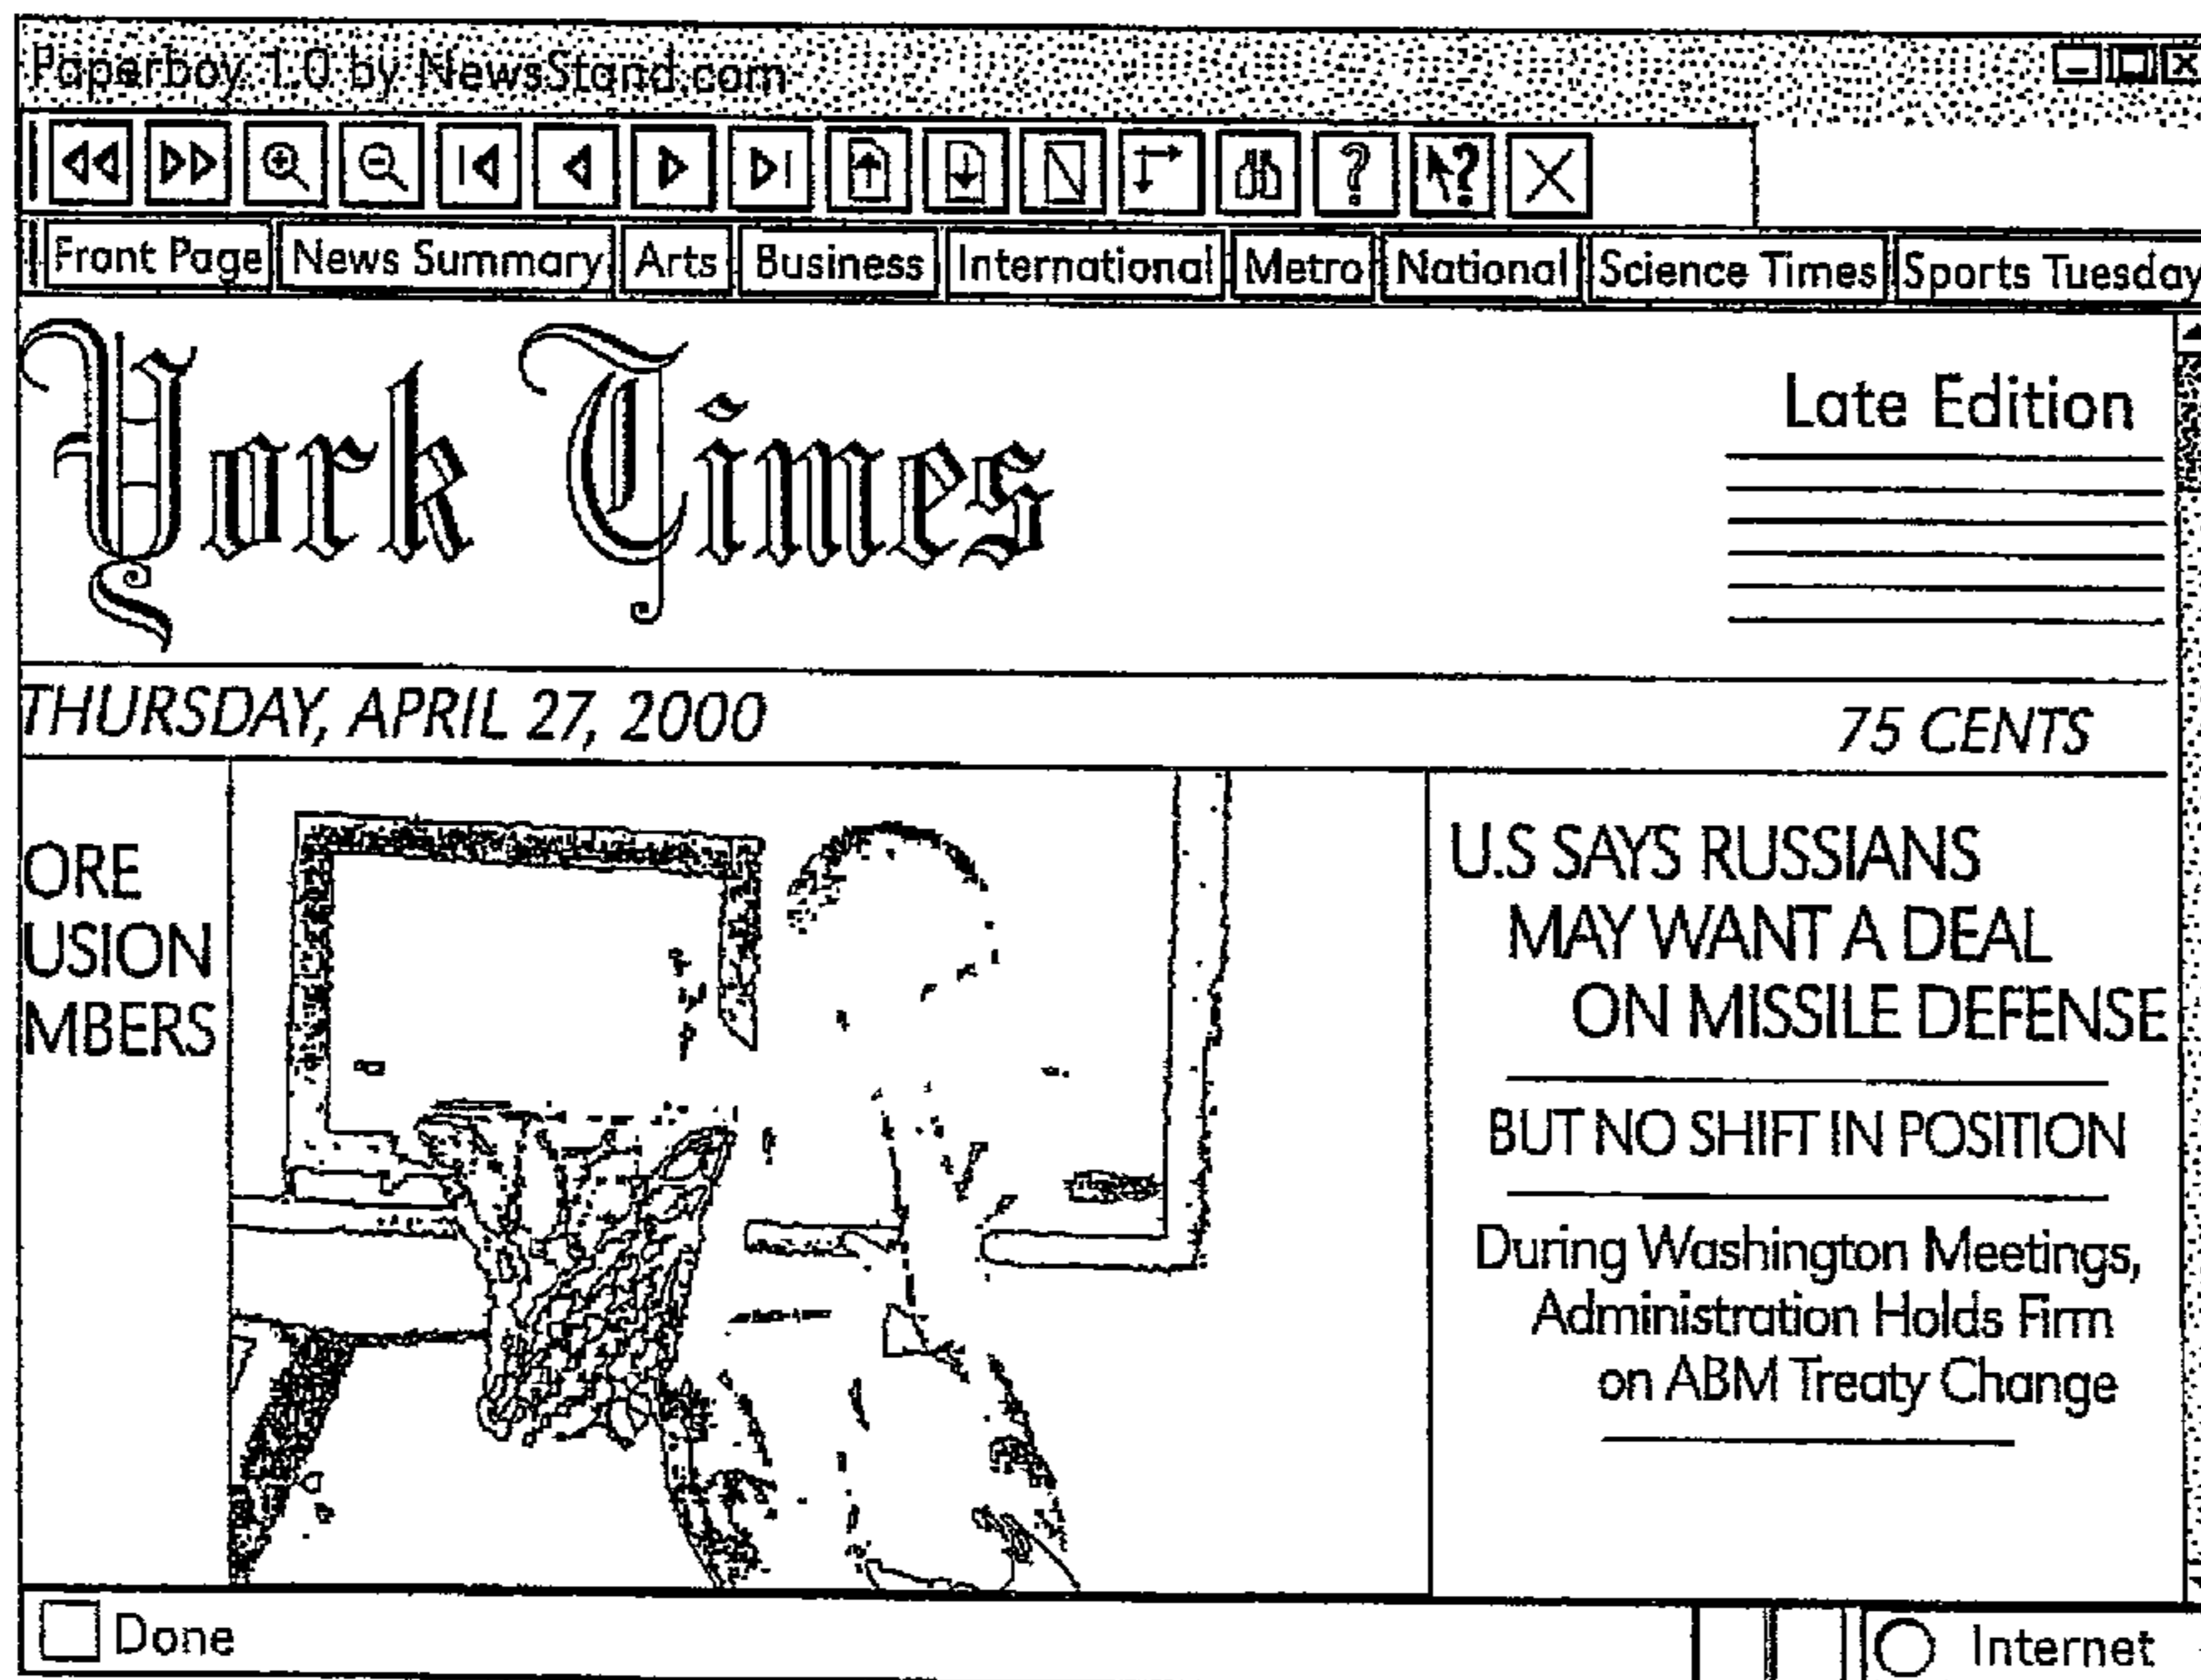 Paperboy 1.0 by NewsStand.com
Front Page News Summary Arts Business International Metro National Science Times Sports Tuesday
York Times
Late Edition
THURSDAY, APRIL 27, 2000 75 CENTS
ORE
USION
MBERS
U.S SAYS RUSSIANS
MAY WANT A DEAL
ON MISSILE DEFENSE
BUT NO SHIFT IN POSITION
During Washington Meetings,
Administration Holds Firm
on ABM Treaty Change
Done
Internet